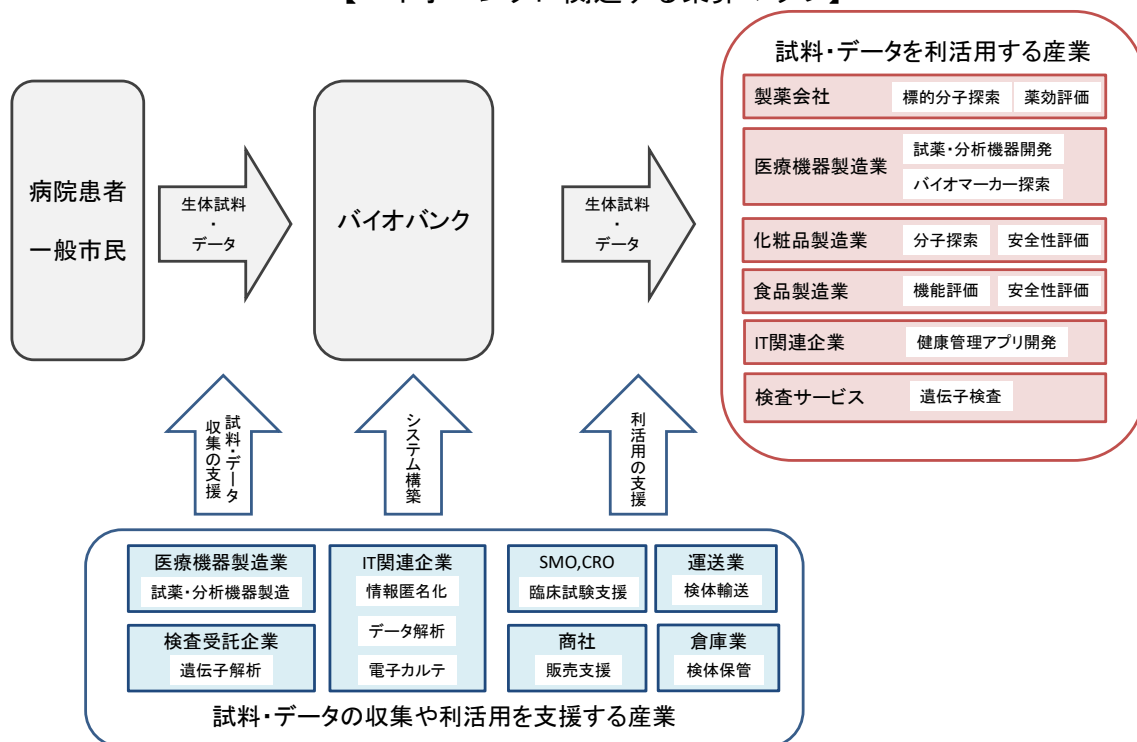 試料・データを利活用する産業
製薬会社
標的分子探索
薬効評価
医療機器製造業
試薬・分析機器開発
バイオマーカー探索
化粧品製造業
分子探索
安全性評価
食品製造業
機能評価
安全性評価
IT関連企業
健康管理アプリ開発
検査サービス
遺伝子検査
病院患者
一般市民
生体試料
・
データ
バイオバンク
生体試料
・
データ
試料・データ
収集の支援
システム構築
利活用の支援
医療機器製造業
試薬・分析機器製造
検査受託企業
遺伝子解析
IT関連企業
情報匿名化
データ解析
電子カルテ
SMO,CRO
臨床試験支援
商社
販売支援
運送業
検体輸送
倉庫業
検体保管
試料・データの収集や利活用を支援する産業